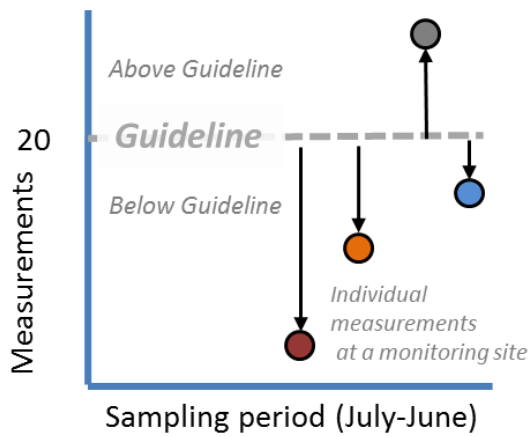 Above Guideline
20
Guideline
Below Guideline
Measurements
Individual
measurements
at a monitoring site
Sampling period (July-June)